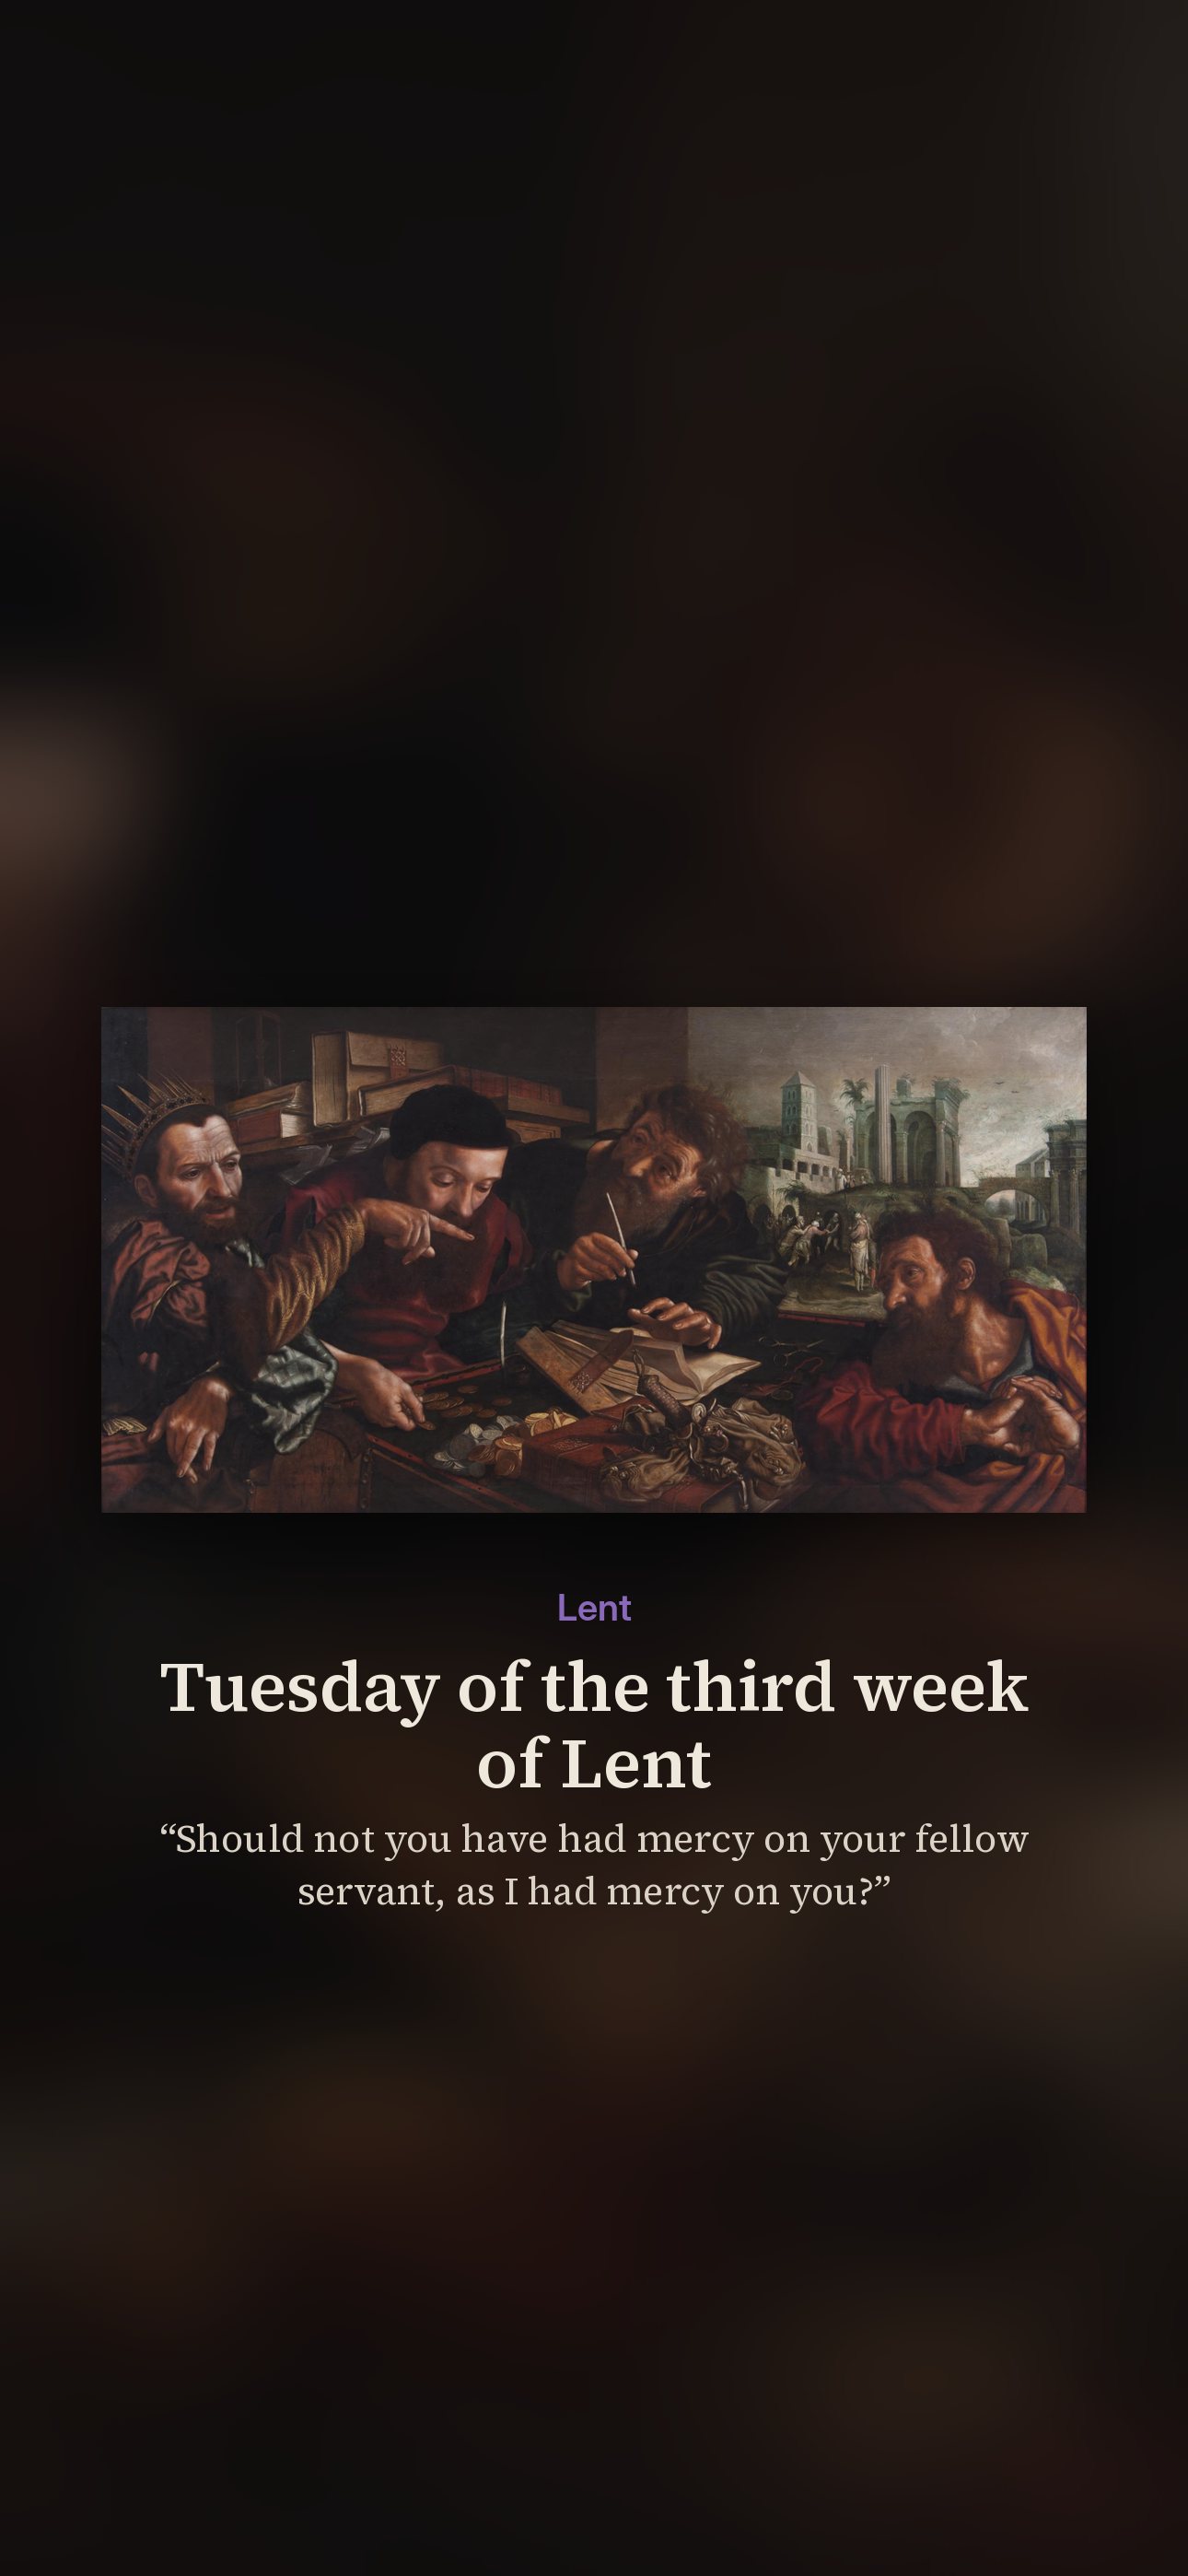 Lent
Tuesday of the third week
of Lent
“Should not you have had mercy on your fellow
servant, as I had mercy on you?”